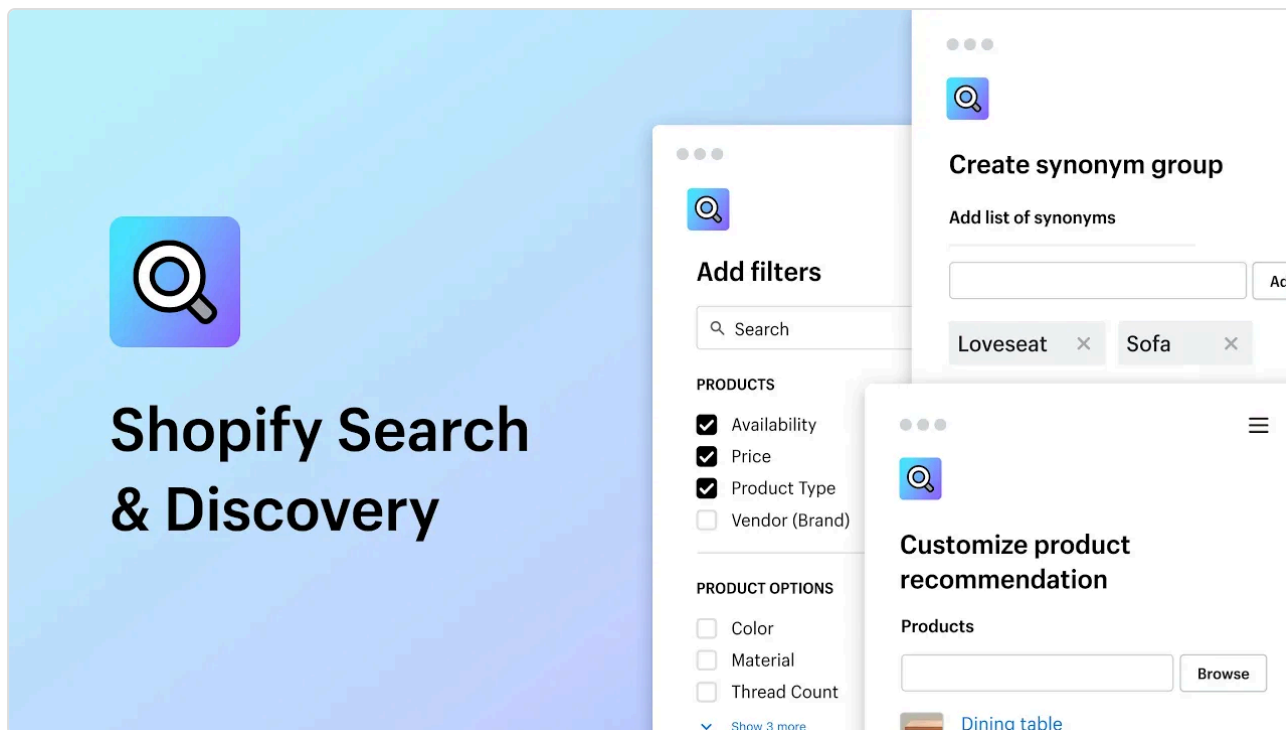 Shopify Search
& Discovery
Add filters
Search
PRODUCTS
Availability
Price
Product Type
Vendor (Brand)
PRODUCT OPTIONS
Color
Material
Thread Count
Show 3 more
Create synonym group
Add list of synonyms
Loveseat
Sofa
Customize product
recommendation
Products
Browse
Dining table